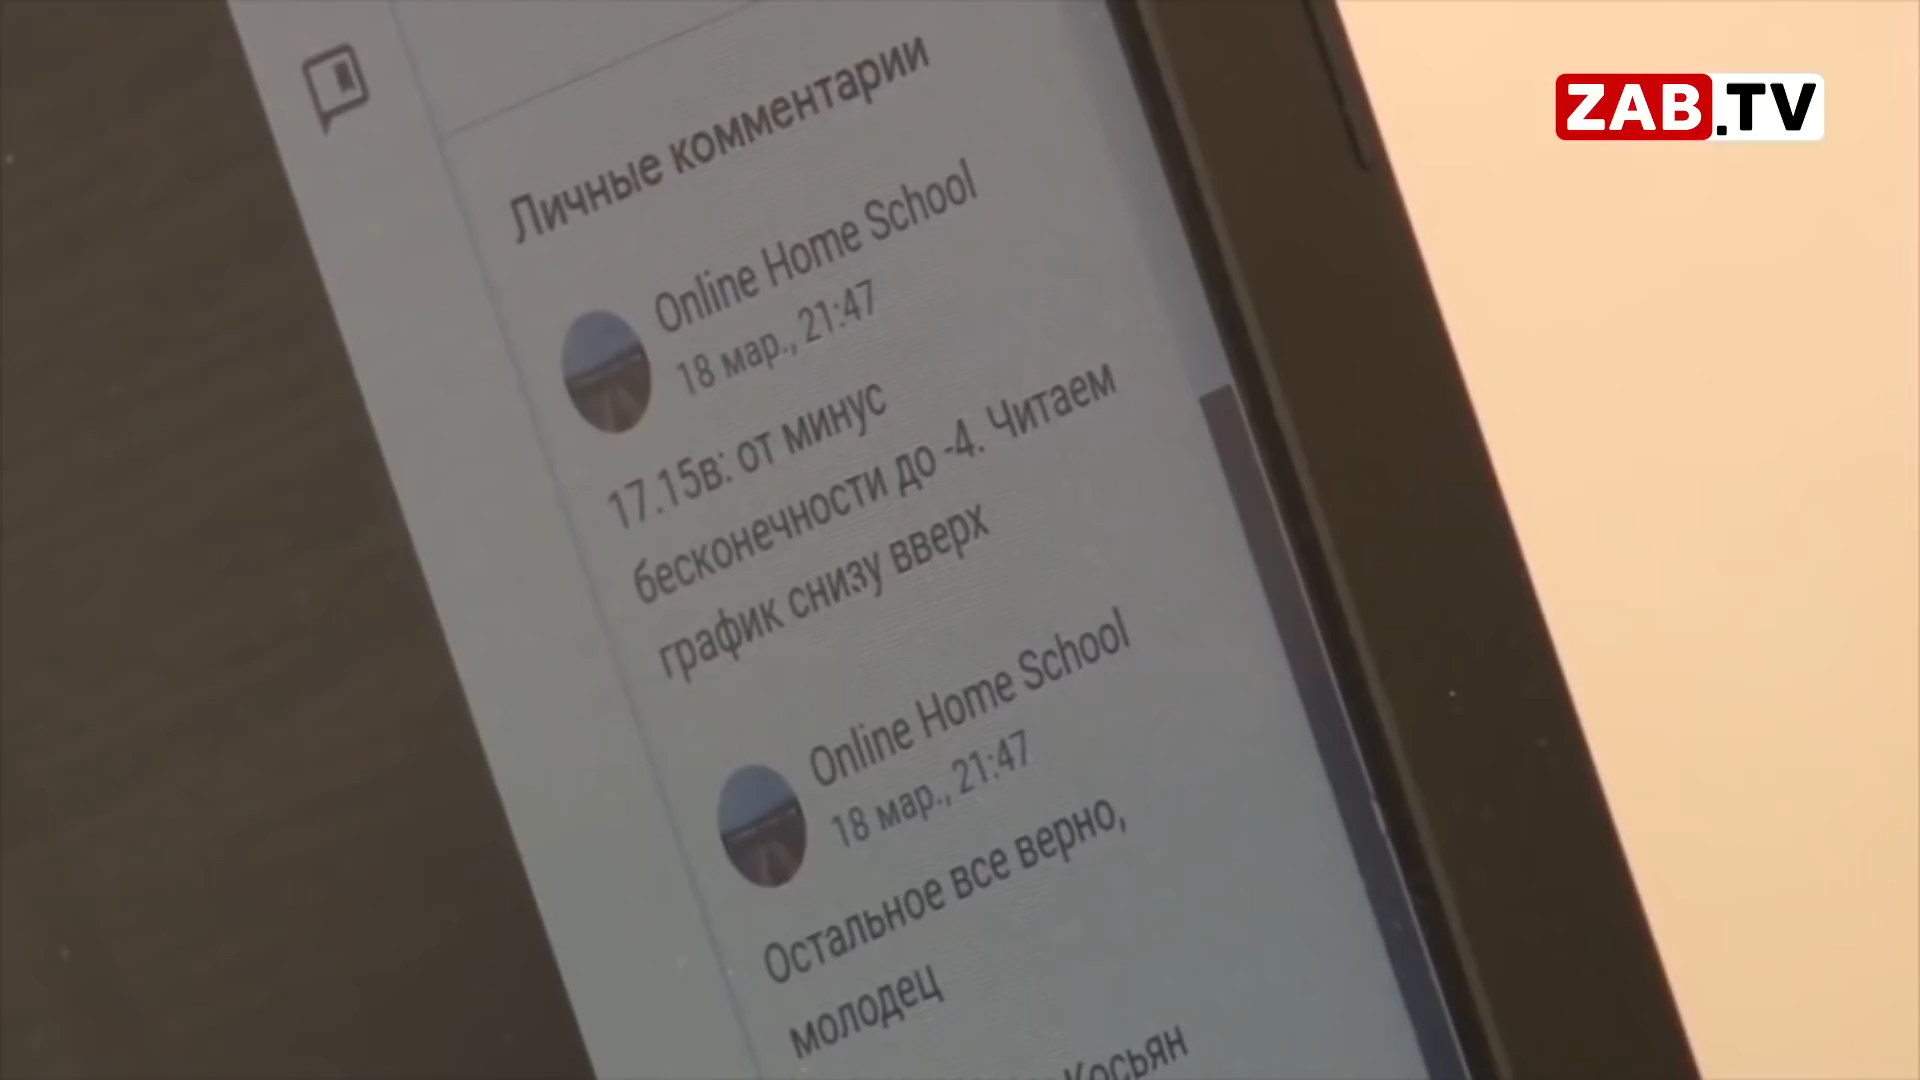 ZAB.TV
Личные комментарии
Online Home School
18 мар., 21:47
17.15в: от минус
бесконечности до -4. Читаем
график снизу вверх
Online Home School
18 мар., 21:47
Остальное все верно,
молодец
Косьян